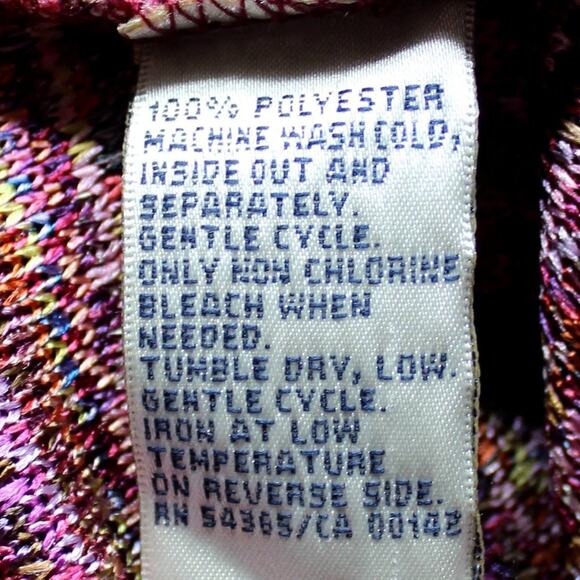 100% POLYESTER
MACHINE WASH COLD,
INSIDE OUT AND
SEPARATELY.
GENTLE CYCLE.
ONLY NON CHLORINE
BLEACH WHEN
NEEDED.
TUMBLE DRY, LOW.
GENTLE CYCLE.
IRON AT LOW
TEMPERATURE
ON REVERSE SIDE.
RN 54385/CA 00142